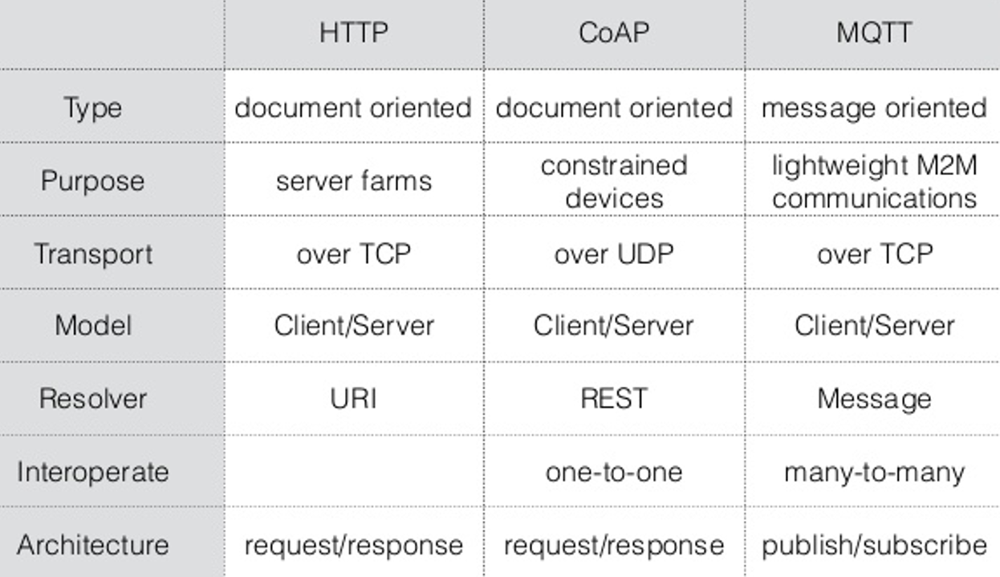 HTTP CoAP MQTT
Type document oriented document oriented message oriented
Purpose server farms constrained devices lightweight M2M communications
Transport over TCP over UDP over TCP
Model Client/Server Client/Server Client/Server
Resolver URI REST Message
Interoperate one-to-one many-to-many
Architecture request/response request/response publish/subscribe